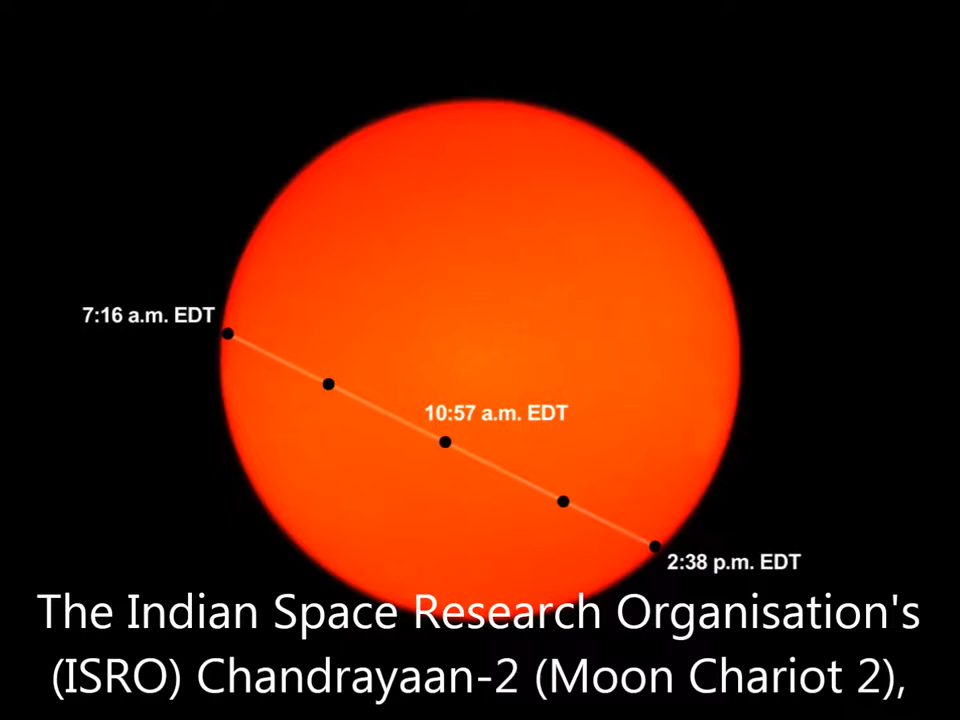 7:16 a.m. EDT
10:57 a.m. EDT
2:38 p.m. EDT
The Indian Space Research Organisation's
(ISRO) Chandrayaan-2 (Moon Chariot 2),